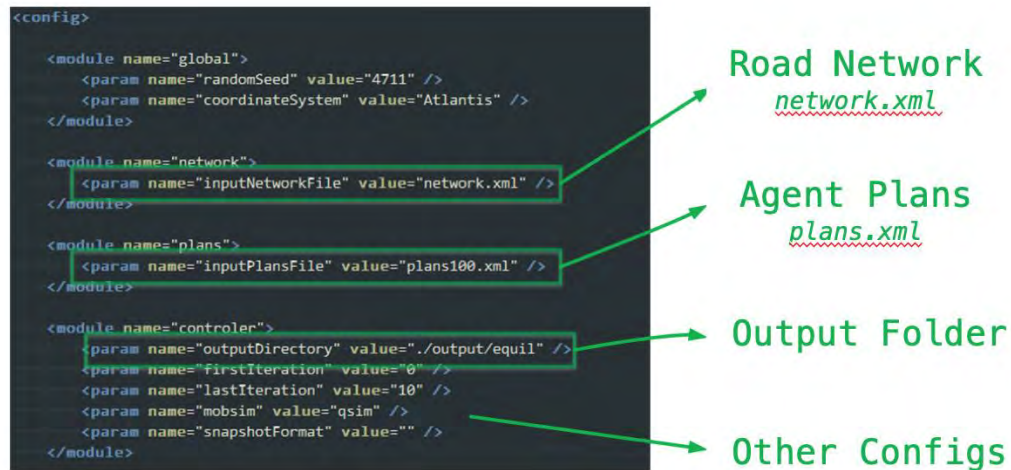 <config>
<module name="global">
<param name="randomSeed" value="4711" />
<param name="coordinateSystem" value="Atlantis" />
</module>
<module name="network">
<param name="inputNetworkFile" value="network.xml" />
</module>
<module name="plans">
<param name="inputPlansFile" value="plans100.xml" />
</module>
<module name="controler">
<param name="outputDirectory" value="./output/equil" />
<param name="firstIteration" value="0" />
<param name="lastIteration" value="10" />
<param name="mobsim" value="qsim" />
<param name="snapshotFormat" value="" />
</module>
Road Network
network.xml
Agent Plans
plans.xml
Output Folder
Other Configs